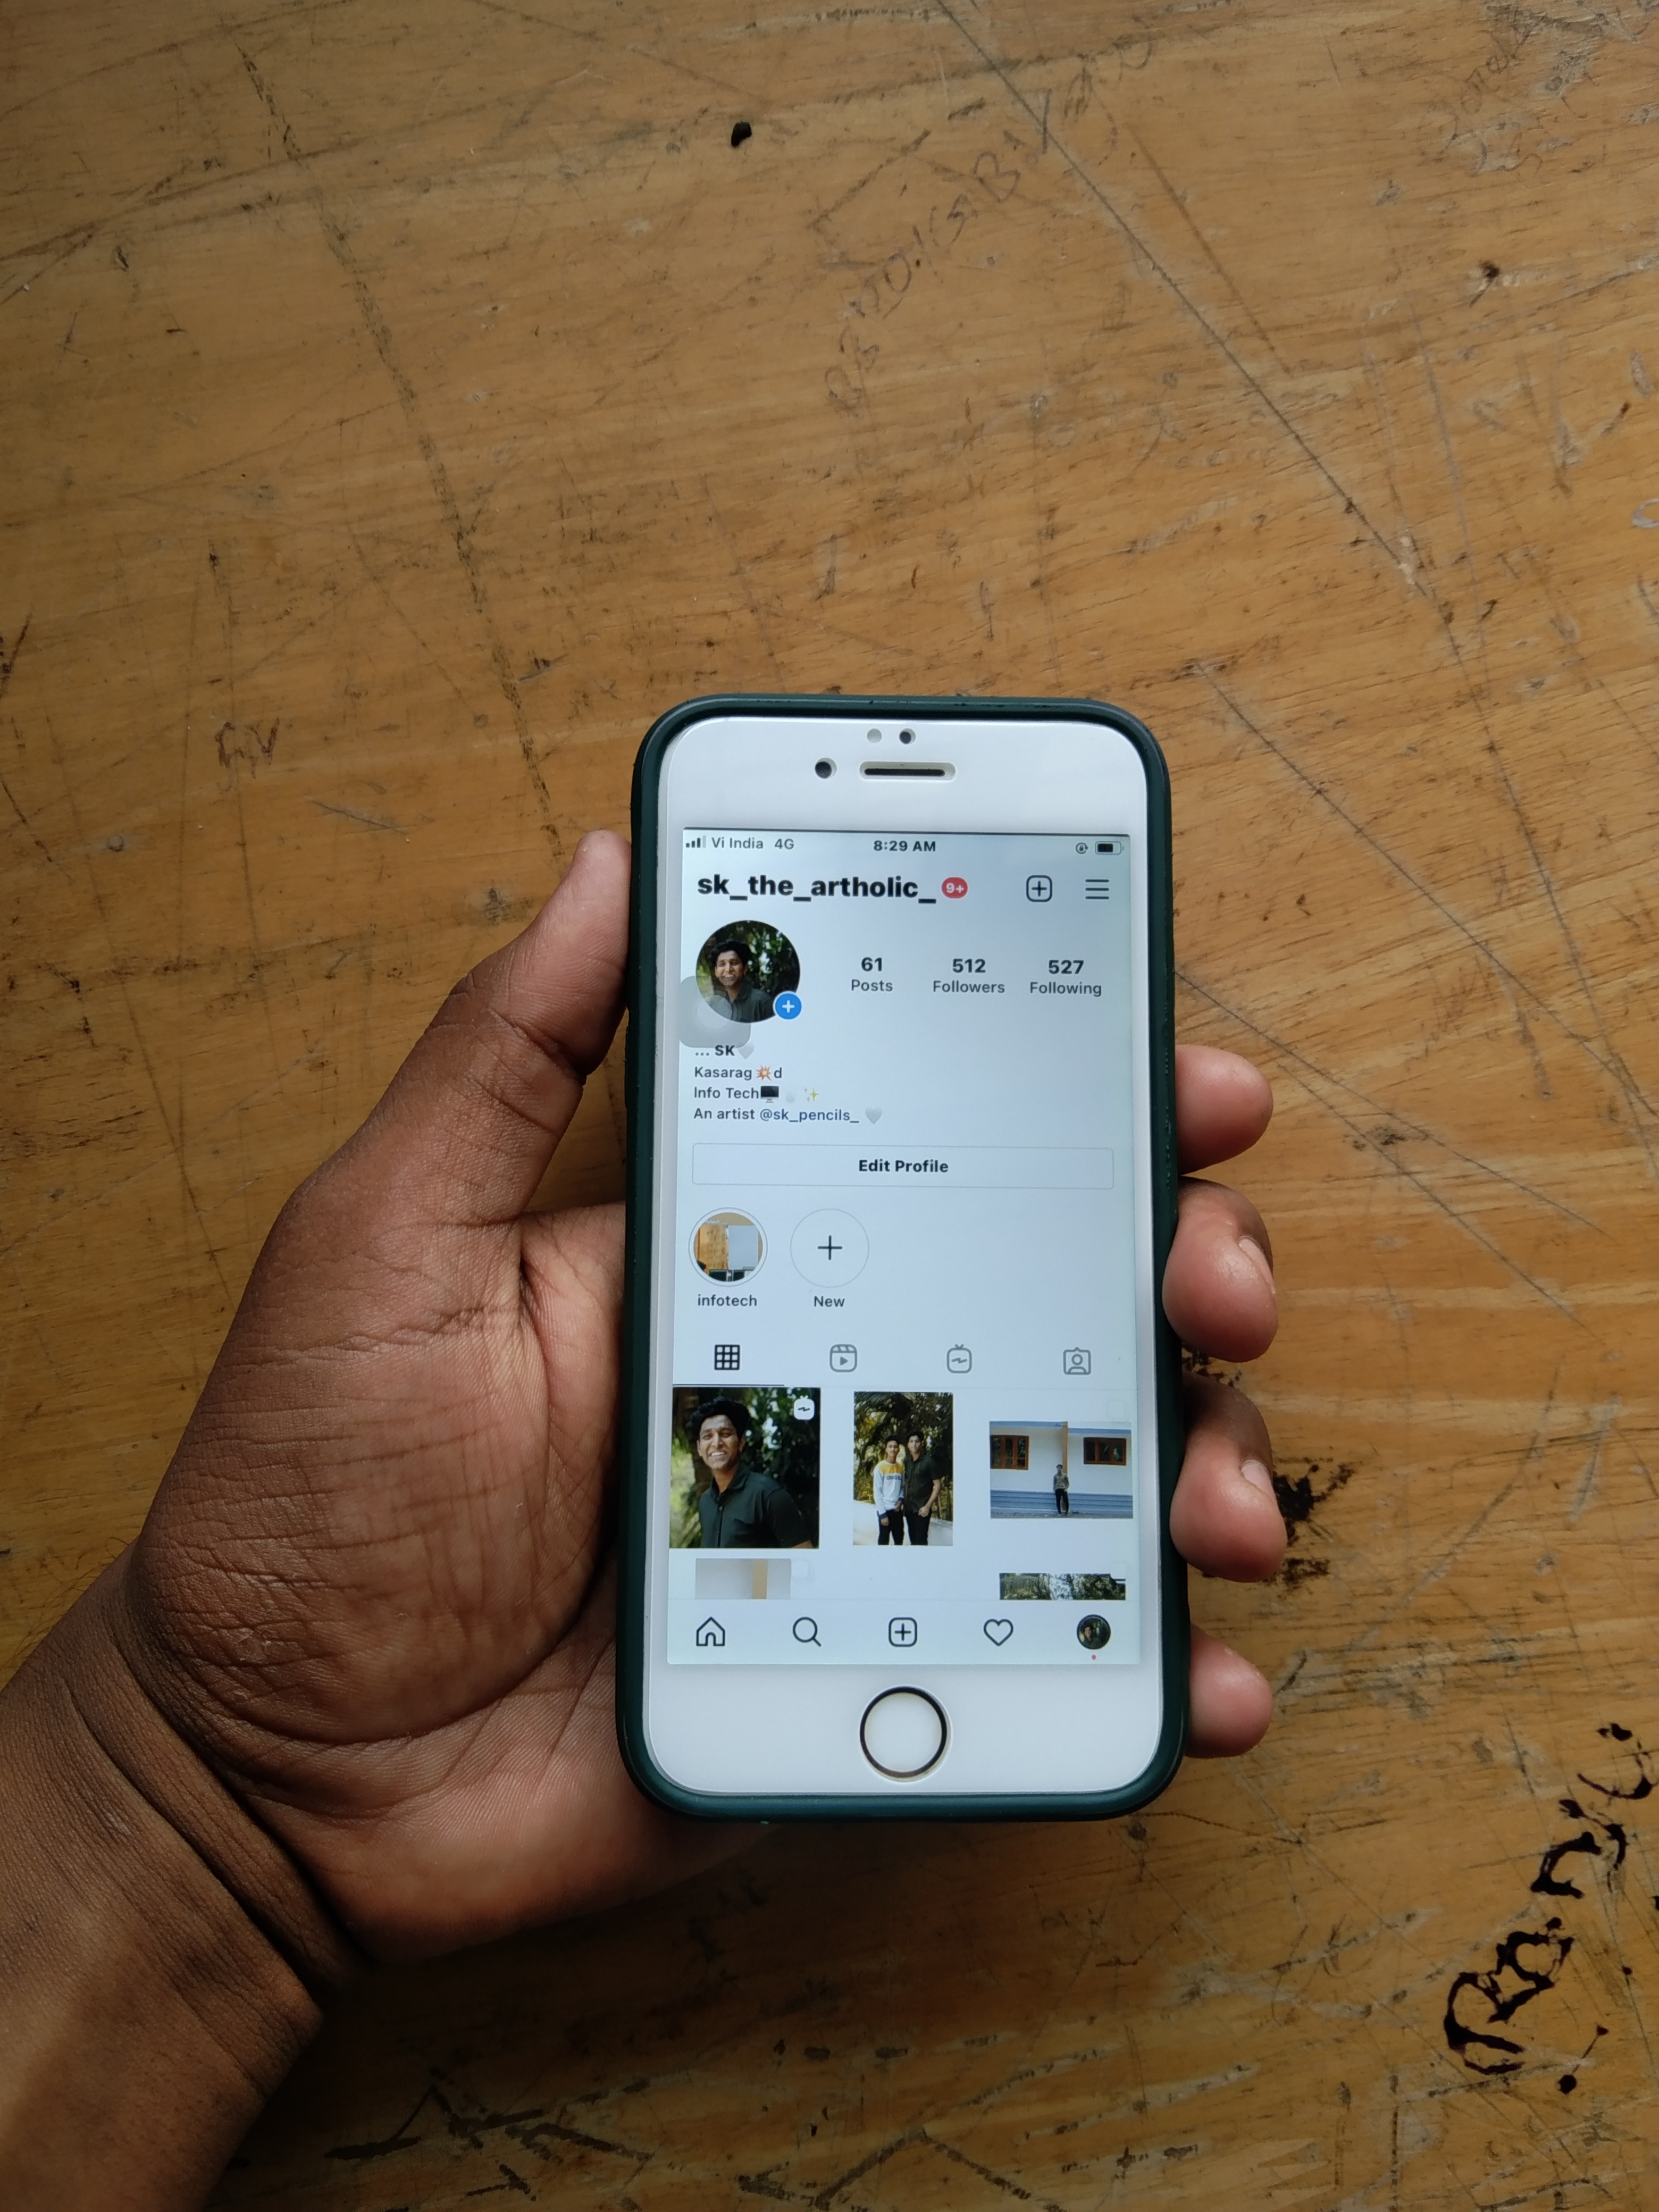 Vi India 4G 8:29 AM
sk_the_artholic_ 9+
61 512 527
Posts Followers Following
... SK🤍
Kasarag💥d
Info Tech🖥️ ✨
An artist @sk_pencils_ 🤍
Edit Profile
infotech New